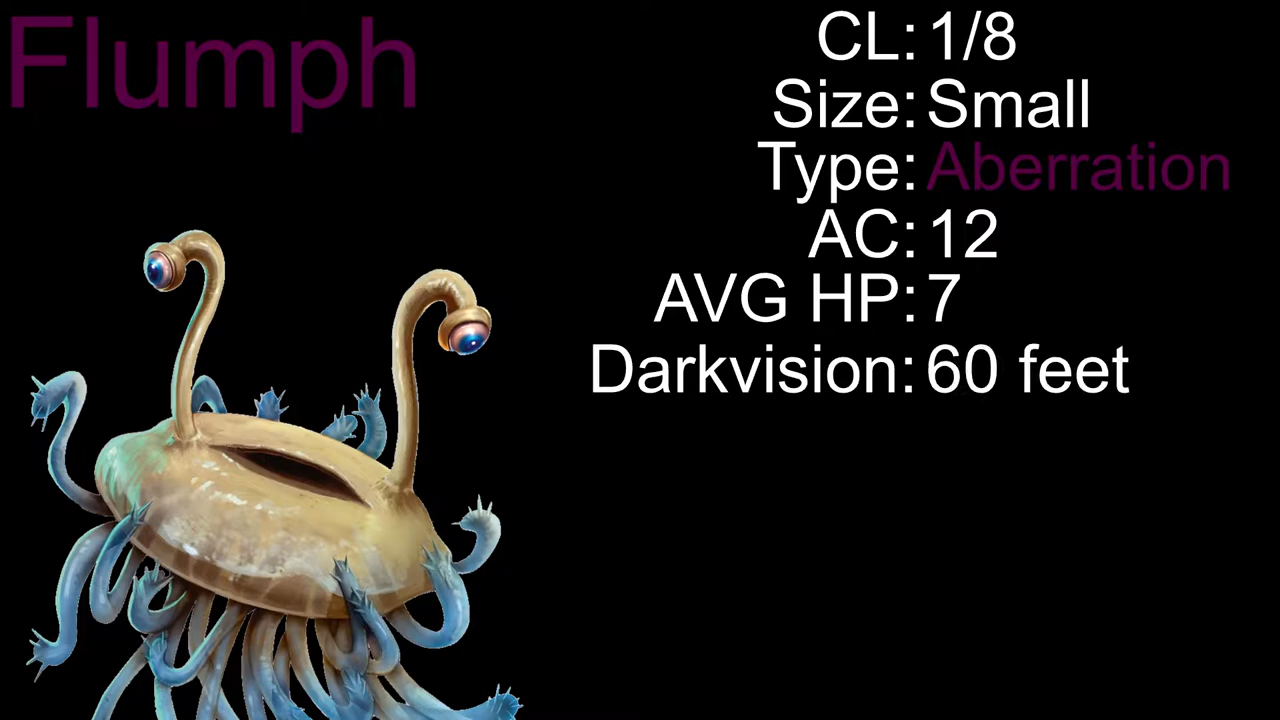 Flumph
CL: 1/8
Size: Small
Type: Aberration
AC: 12
AVG HP: 7
Darkvision: 60 feet